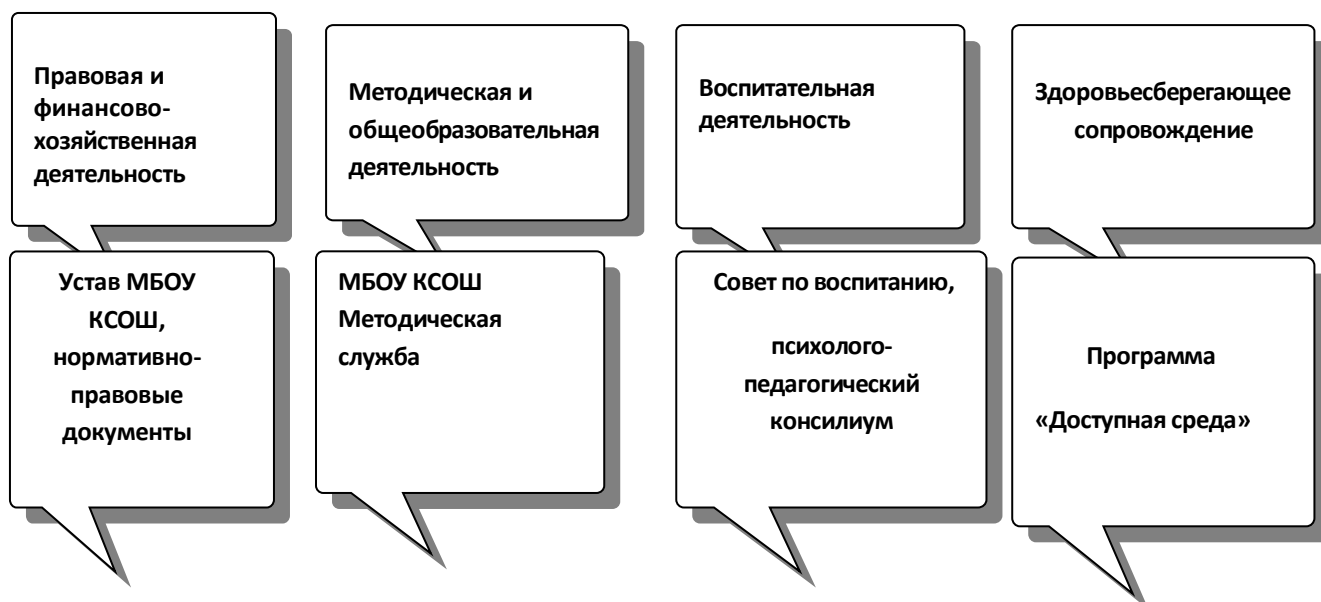 Правовая и
финансово-
хозяйственная
деятельность
Методическая и
общеобразовательная
деятельность
Воспитательная
деятельность
Здоровьесберегающее
сопровождение
Устав МБОУ
КСОШ,
нормативно-
правовые
документы
МБОУ КСОШ
Методическая
служба
Совет по воспитанию,
психолого-
педагогический
консилиум
Программа
«Доступная среда»